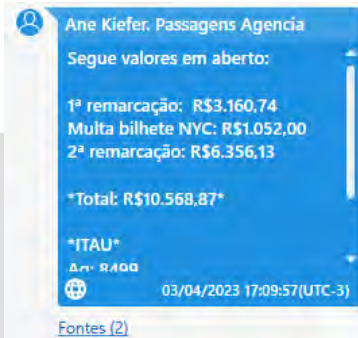 Ane Kiefer. Passagens Agencia
Segue valores em aberto:
1ª remarcação: R$3.160,74
Multa bilhete NYC: R$1.052,00
2ª remarcação: R$6.356,13
*Total: R$10.568,87*
*ITAU*
Ag: 8499
03/04/2023 17:09:57(UTC-3)
Fontes (2)